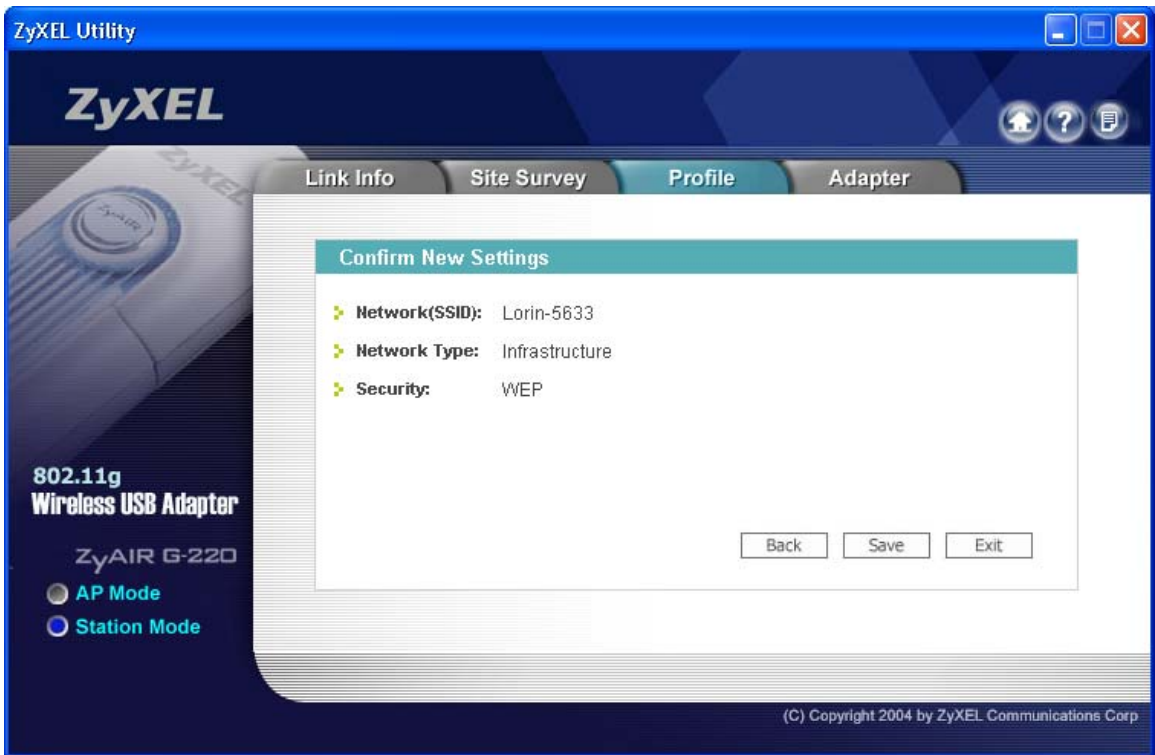 ZyXEL Utility
ZyXEL
Link Info
Site Survey
Profile
Adapter
ZyXEL
ZyAIR
Confirm New Settings
Network(SSID): Lorin-5633
Network Type: Infrastructure
Security: WEP
Back
Save
Exit
802.11g
Wireless USB Adapter
ZyAIR G-220
AP Mode
Station Mode
(C) Copyright 2004 by ZyXEL Communications Corp